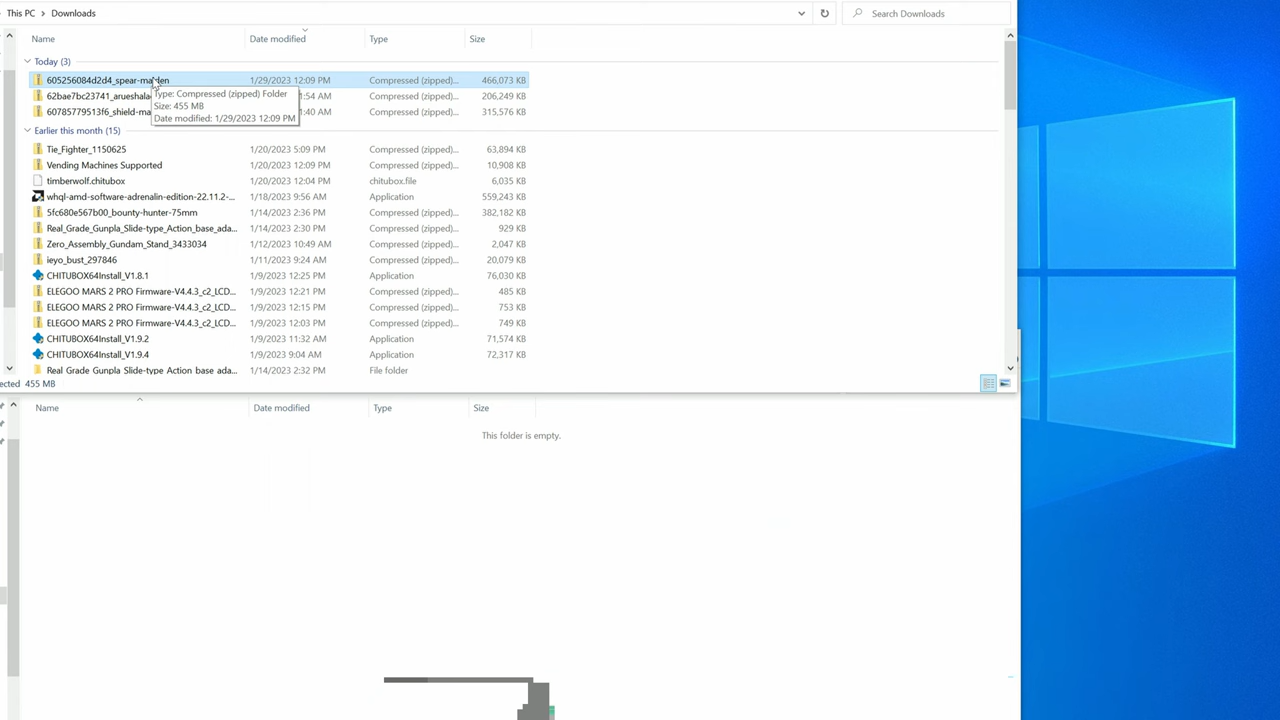 This PC > Downloads
Search Downloads
Name Date modified Type Size
Today (3)
605256084d2d4_spear-maiden 1/29/2023 12:09 PM Compressed (zipped)... 466,073 KB
62bae7bc23741_arueshala :54 AM Compressed (zipped)... 206,249 KB
60785779513f6_shield-ma :40 AM Compressed (zipped)... 315,576 KB
Type: Compressed (zipped) Folder
Size: 455 MB
Date modified: 1/29/2023 12:09 PM
Earlier this month (15)
Tie_Fighter_1150625 1/20/2023 5:09 PM Compressed (zipped)... 63,894 KB
Vending Machines Supported 1/20/2023 12:09 PM Compressed (zipped)... 10,908 KB
timberwolf.chitubox 1/20/2023 12:04 PM chitubox.file 6,035 KB
whql-amd-software-adrenalin-edition-22.11.2-... 1/18/2023 9:56 AM Application 559,243 KB
5fc680e567b00_bounty-hunter-75mm 1/14/2023 2:36 PM Compressed (zipped)... 382,182 KB
Real_Grade_Gunpla_Slide-type_Action_base_ada... 1/14/2023 2:30 PM Compressed (zipped)... 929 KB
Zero_Assembly_Gundam_Stand_3433034 1/12/2023 10:49 AM Compressed (zipped)... 2,047 KB
ieyo_bust_297846 1/11/2023 9:24 AM Compressed (zipped)... 20,079 KB
CHITUBOX64Install_V1.8.1 1/9/2023 12:25 PM Application 76,030 KB
ELEGOO MARS 2 PRO Firmware-V4.4.3_c2_LCD... 1/9/2023 12:21 PM Compressed (zipped)... 485 KB
ELEGOO MARS 2 PRO Firmware-V4.4.3_c2_LCD... 1/9/2023 12:15 PM Compressed (zipped)... 753 KB
ELEGOO MARS 2 PRO Firmware-V4.4.3_c2_LCD... 1/9/2023 12:03 PM Compressed (zipped)... 749 KB
CHITUBOX64Install_V1.9.2 1/9/2023 11:32 AM Application 71,574 KB
CHITUBOX64Install_V1.9.4 1/9/2023 9:04 AM Application 72,317 KB
Real Grade Gunpla Slide-type Action base ada... 1/14/2023 2:32 PM File folder
ected 455 MB
Name Date modified Type Size
This folder is empty.